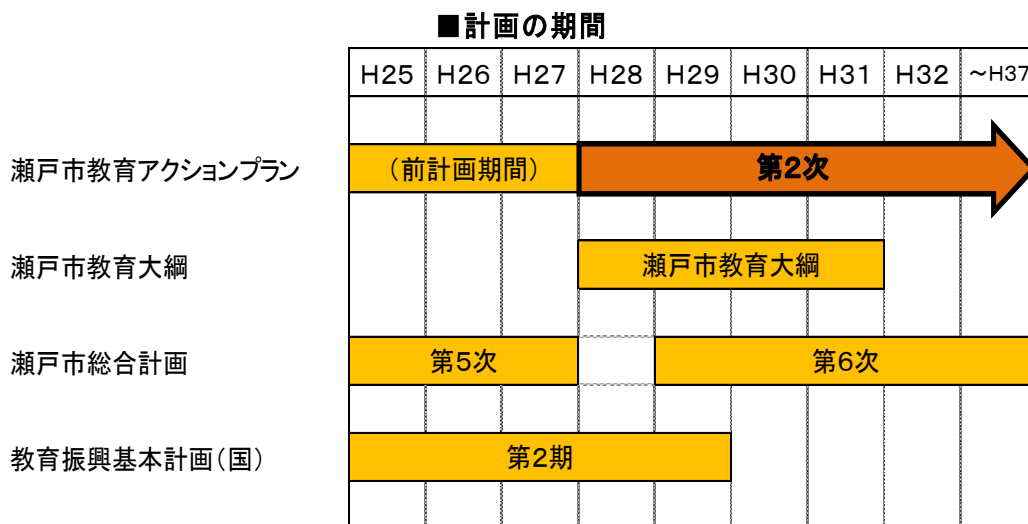 ■計画の期間
H25 H26 H27 H28 H29 H30 H31 H32 ~H37
瀬戸市教育アクションプラン (前計画期間) 第2次
瀬戸市教育大綱 瀬戸市教育大綱
瀬戸市総合計画 第5次 第6次
教育振興基本計画(国) 第2期